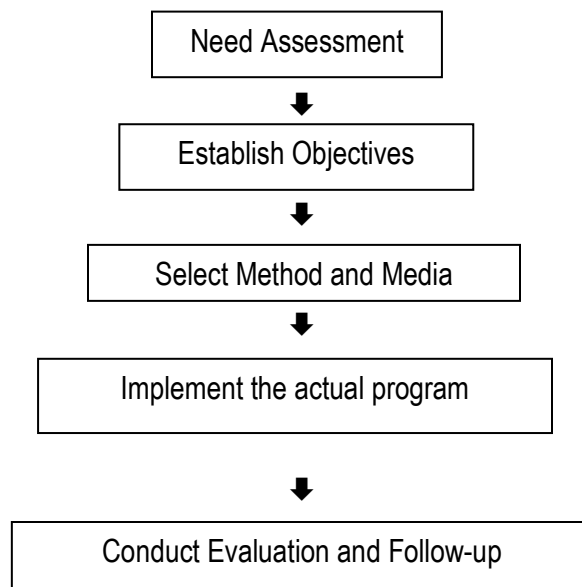 Need Assessment
Establish Objectives
Select Method and Media
Implement the actual program
Conduct Evaluation and Follow-up